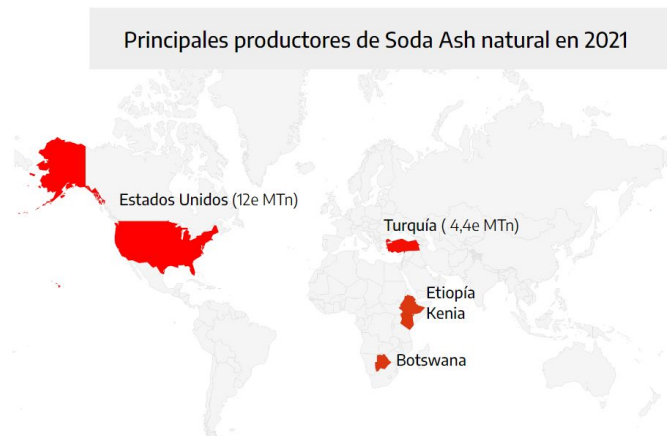 Principales productores de Soda Ash natural en 2021
Estados Unidos (12e MTn)
Turquía ( 4,4e MTn)
Etiopía
Kenia
Botswana